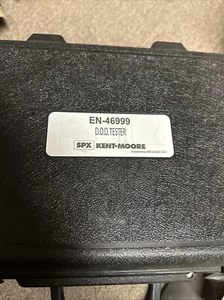 EN-46999
D.O.D. TESTER
SPX KENT-MOORE